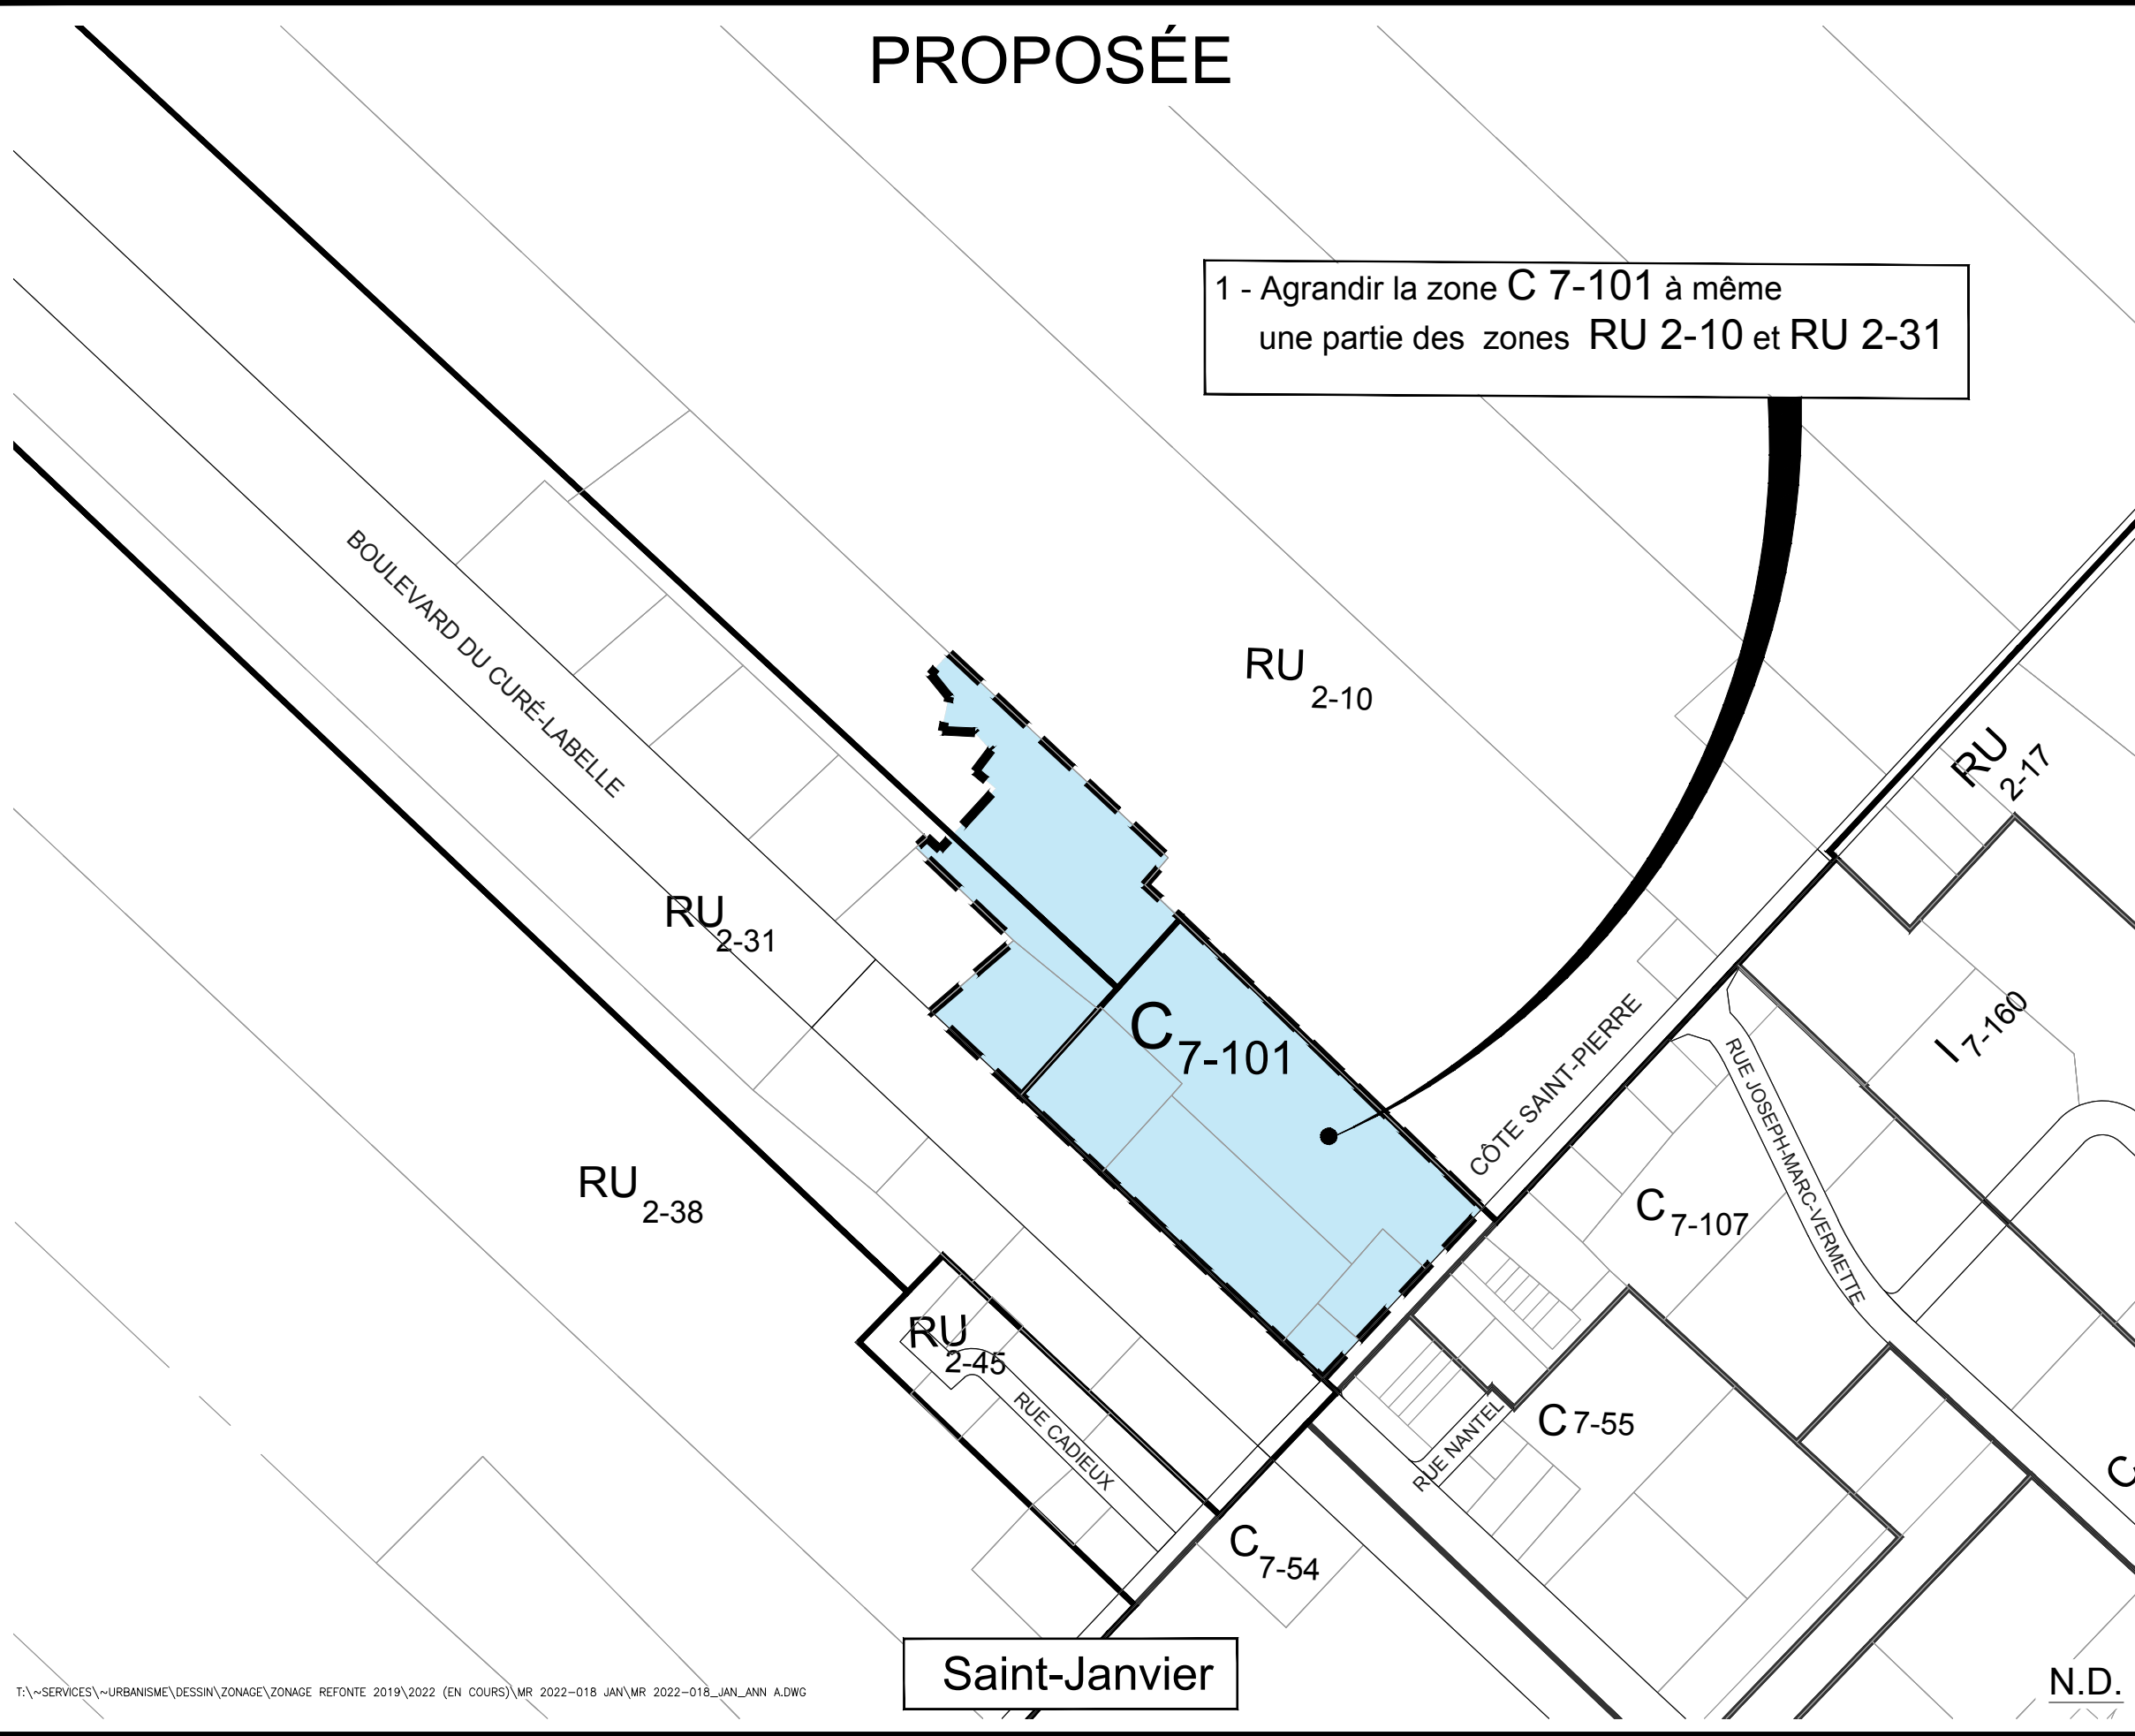 PROPOSÉE
1 - Agrandir la zone C 7-101 à même
une partie des zones RU 2-10 et RU 2-31
BOULEVARD DU CURÉ-LABELLE
RU
2-10
RU
2-17
RU
2-31
C
7-101
I 7-160
CÔTE SAINT-PIERRE
RUE JOSEPH-MARC-VERMETTE
RU
2-38
C
7-107
RU
2-45
RUE CADIEUX
RUE NANTEL
C 7-55
C
C
7-54
Saint-Janvier
N.D.
T:\~SERVICES\~URBANISME\DESSIN\ZONAGE\ZONAGE REFONTE 2019\2022 (EN COURS)\MR 2022-018 JAN\MR 2022-018_JAN_ANN A.DWG